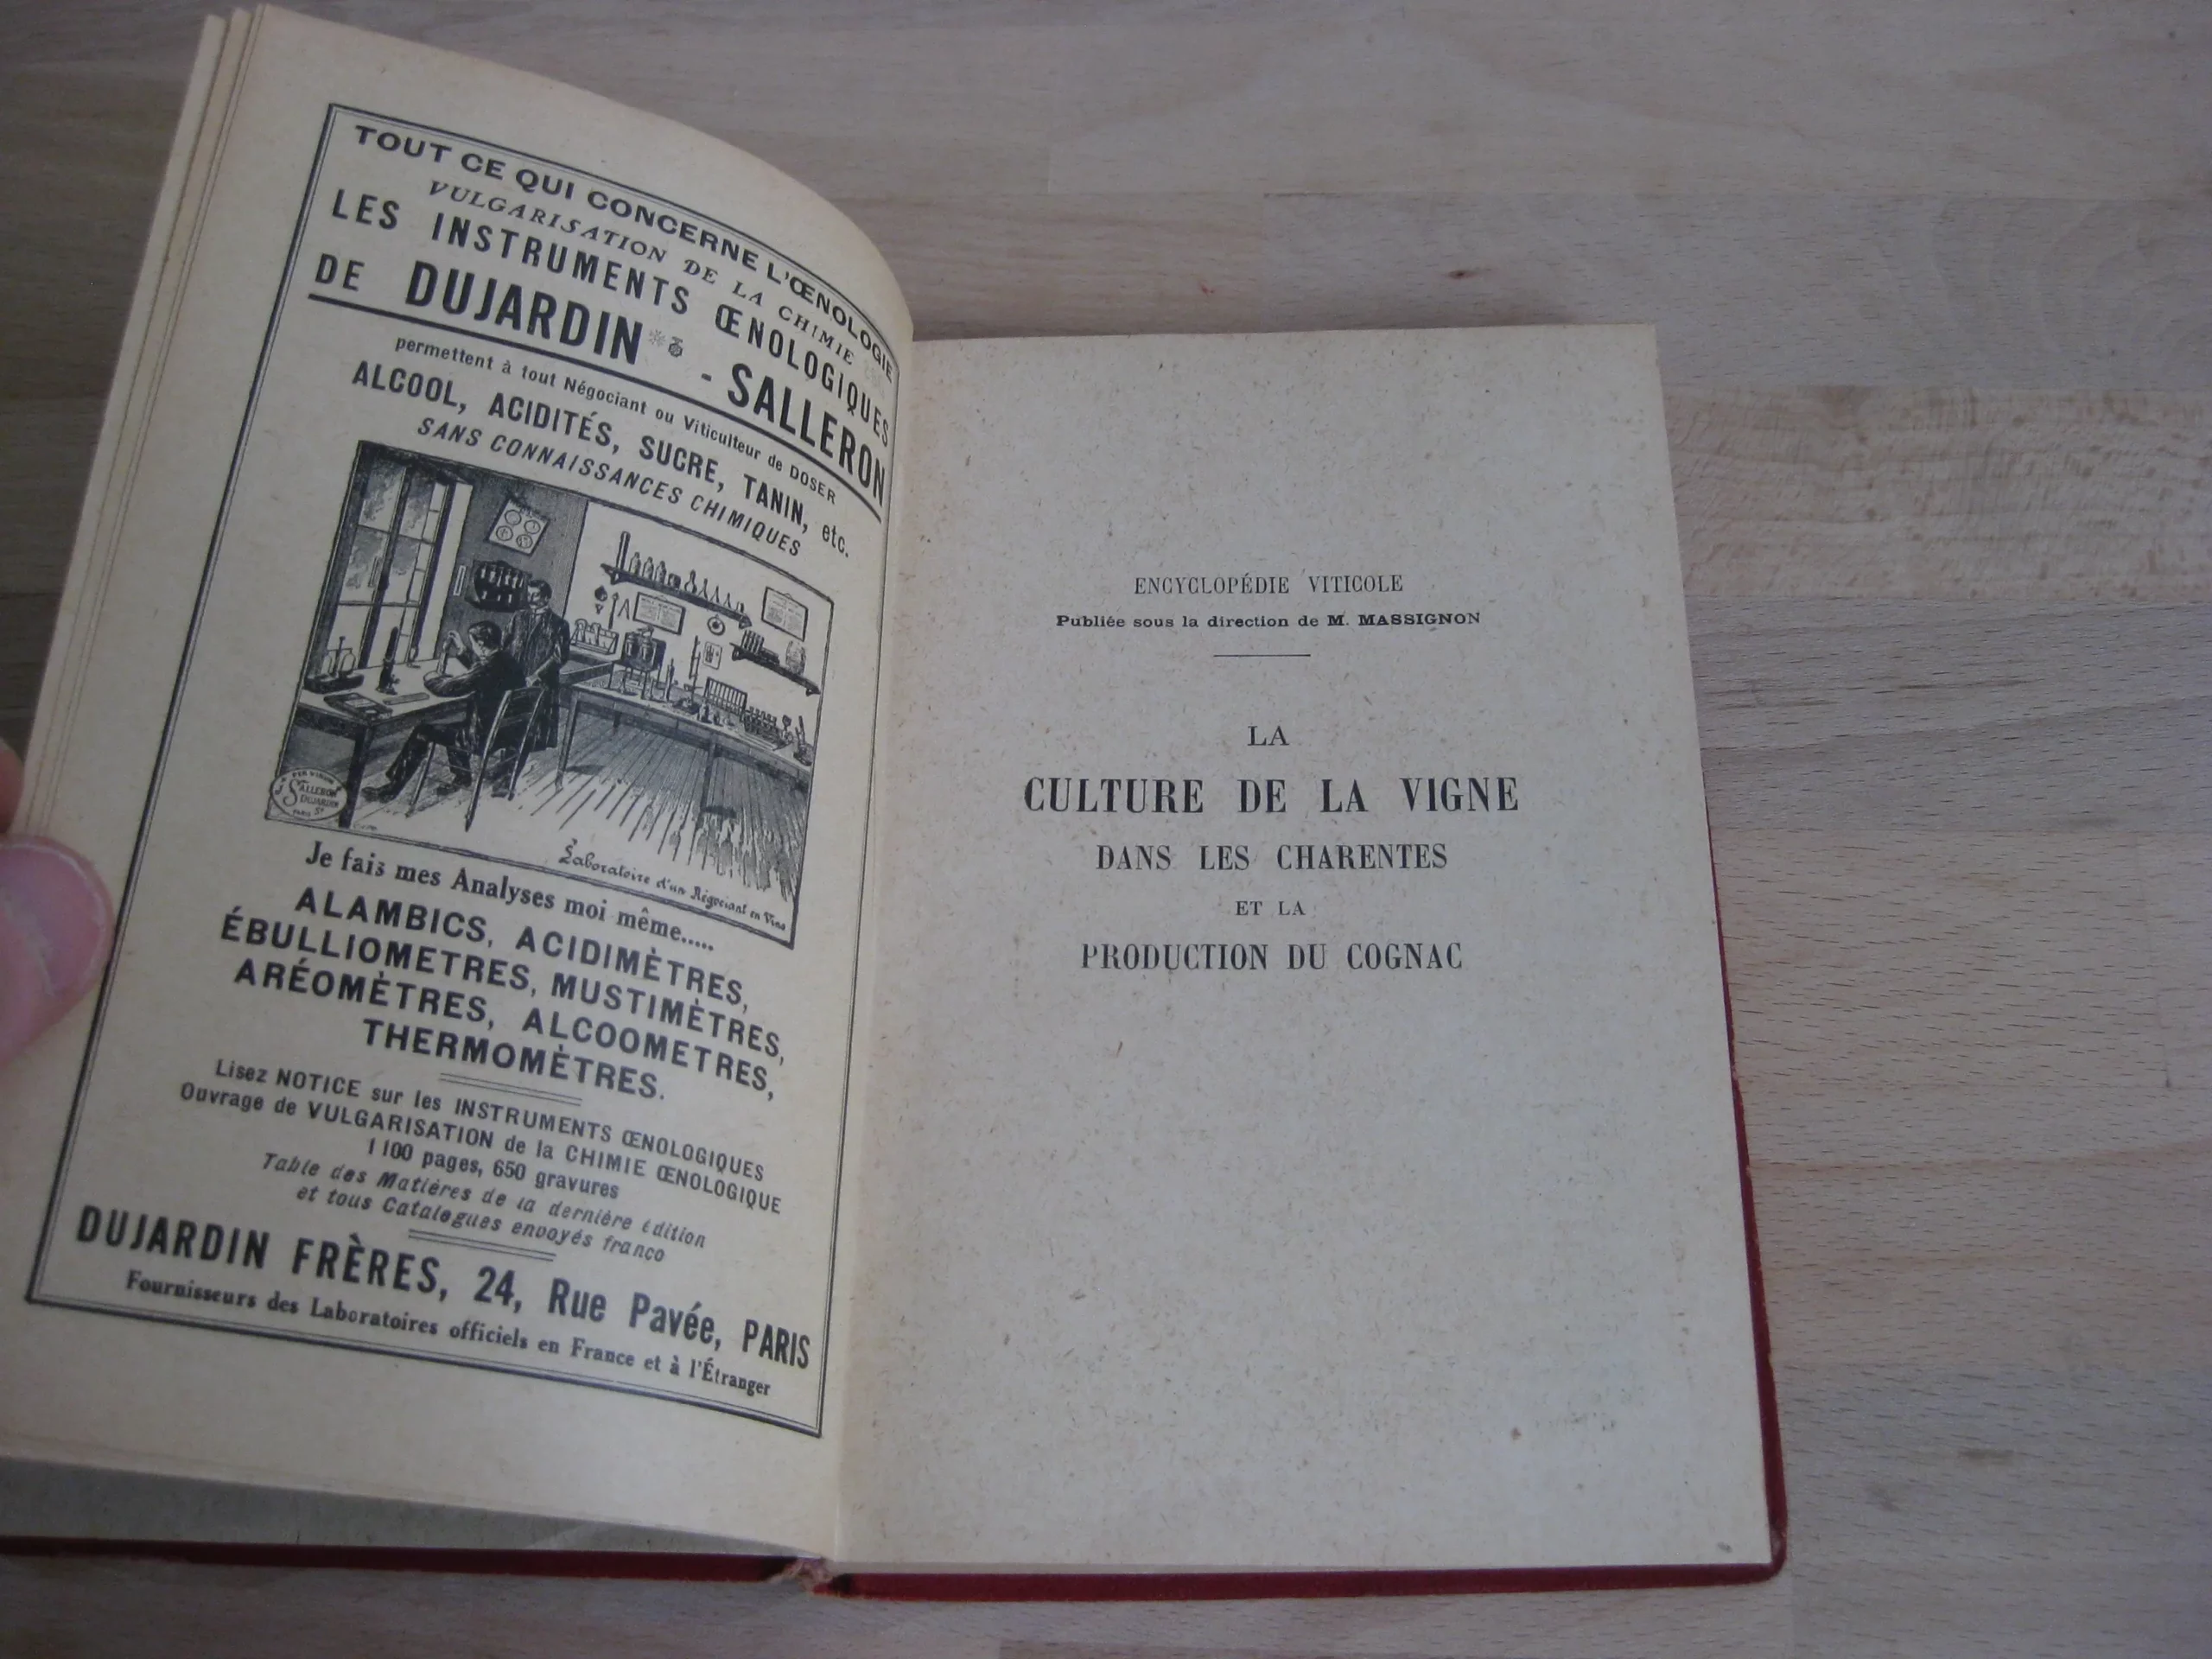 TOUT CE QUI CONCERNE L'ŒNOLOGIE
VULGARISATION DE LA CHIMIE
LES INSTRUMENTS ŒNOLOGIQUES
DE DUJARDIN - SALLERON
permettent à tout Négociant ou Viticulteur de DOSER
ALCOOL, ACIDITÉS, SUCRE, TANIN, etc.
SANS CONNAISSANCES CHIMIQUES
SALLERON
DUJARDIN
PARIS
Laboratoire d'un Négociant en Vins
Je fais mes Analyses moi même.....
ALAMBICS, ACIDIMÈTRES,
ÉBULLIOMETRES, MUSTIMÈTRES,
ARÉOMÈTRES, ALCOOMETRES,
THERMOMÈTRES.
Lisez NOTICE sur les INSTRUMENTS ŒNOLOGIQUES
Ouvrage de VULGARISATION de la CHIMIE ŒNOLOGIQUE
1100 pages, 650 gravures
Table des Matières de la dernière édition
et tous Catalogues envoyés franco
DUJARDIN FRÈRES, 24, Rue Pavée, PARIS
Fournisseurs des Laboratoires officiels en France et à l'Étranger
ENCYCLOPÉDIE VITICOLE
Publiée sous la direction de M. MASSIGNON
LA
CULTURE DE LA VIGNE
DANS LES CHARENTES
ET LA
PRODUCTION DU COGNAC